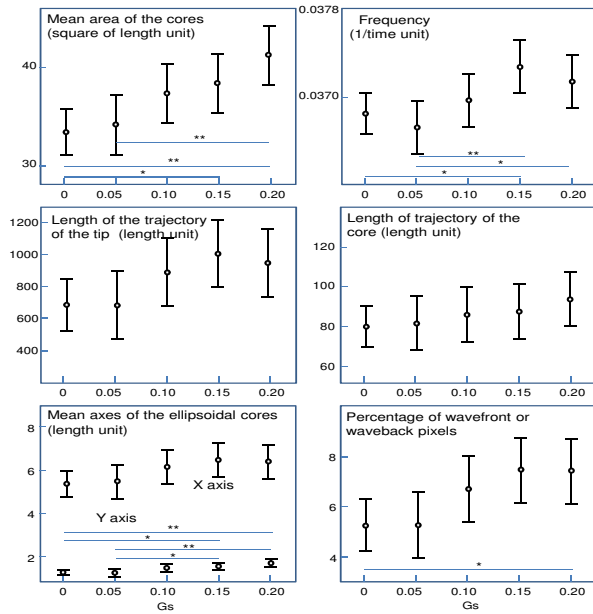 Mean area of the cores
(square of length unit)
40
30
**
**
*
0 0.05 0.10 0.15 0.20
0.0378
Frequency
(1/time unit)
0.0370
**
*
*
0 0.05 0.10 0.15 0.20
1200
Length of the trajectory
of the tip (length unit)
1000
800
600
400
0 0.05 0.10 0.15 0.20
Length of trajectory of the
core (length unit)
120
100
80
60
0 0.05 0.10 0.15 0.20
Mean axes of the ellipsoidal cores
(length unit)
8
6
X axis
4
Y axis
**
*
**
*
2
0 0.05 0.10 0.15 0.20
Gs
Percentage of wavefront or
waveback pixels
8
6
4
*
0 0.05 0.10 0.15 0.20
Gs